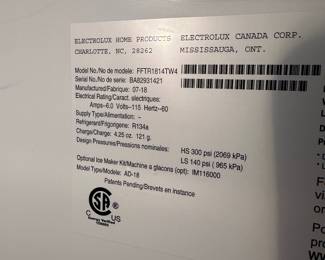 ELECTROLUX HOME PRODUCTS ELECTROLUX CANADA CORP.
CHARLOTTE, NC, 28262 MISSISSAUGA, ONT.
Model No./No de model: FFTR1814TW4
Serial No./No de serie: BA82931421
Manufactured/Fabrique: 07-18
Electrical Rating/Caract. electriques:
Amps-6.0 Volts-115 Hertz-60
Supply Type/Alimentation: –
Refrigerant/Frigorigene: R134a
Charge/Charge: 4.25 oz. 121 g.
Design Pressures/Pressions nominales: HS 300 psi (2069 kPa)
LS 140 psi ( 965 kPa)
Optional Ice Maker Kit/Machine a glacons (opt): IM116000
Model Type/Modele: AD-18
Patents Pending/Brevets en instance
SA
C US
Energy Verified